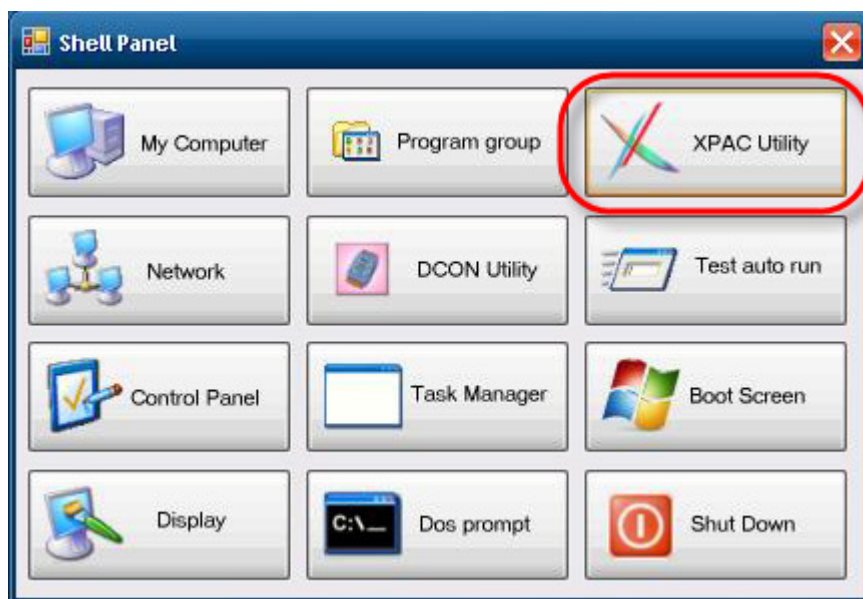 Shell Panel
My Computer
Program group
XPAC Utility
Network
DCON Utility
Test auto run
Control Panel
Task Manager
Boot Screen
Display
C:\_
Dos prompt
Shut Down